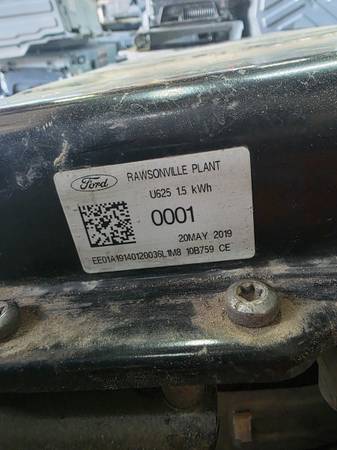 Ford
RAWSONVILLE PLANT
U625 1.5 kWh
0001
20MAY 2019
EE01A19140120036L1M8 10B759 CE